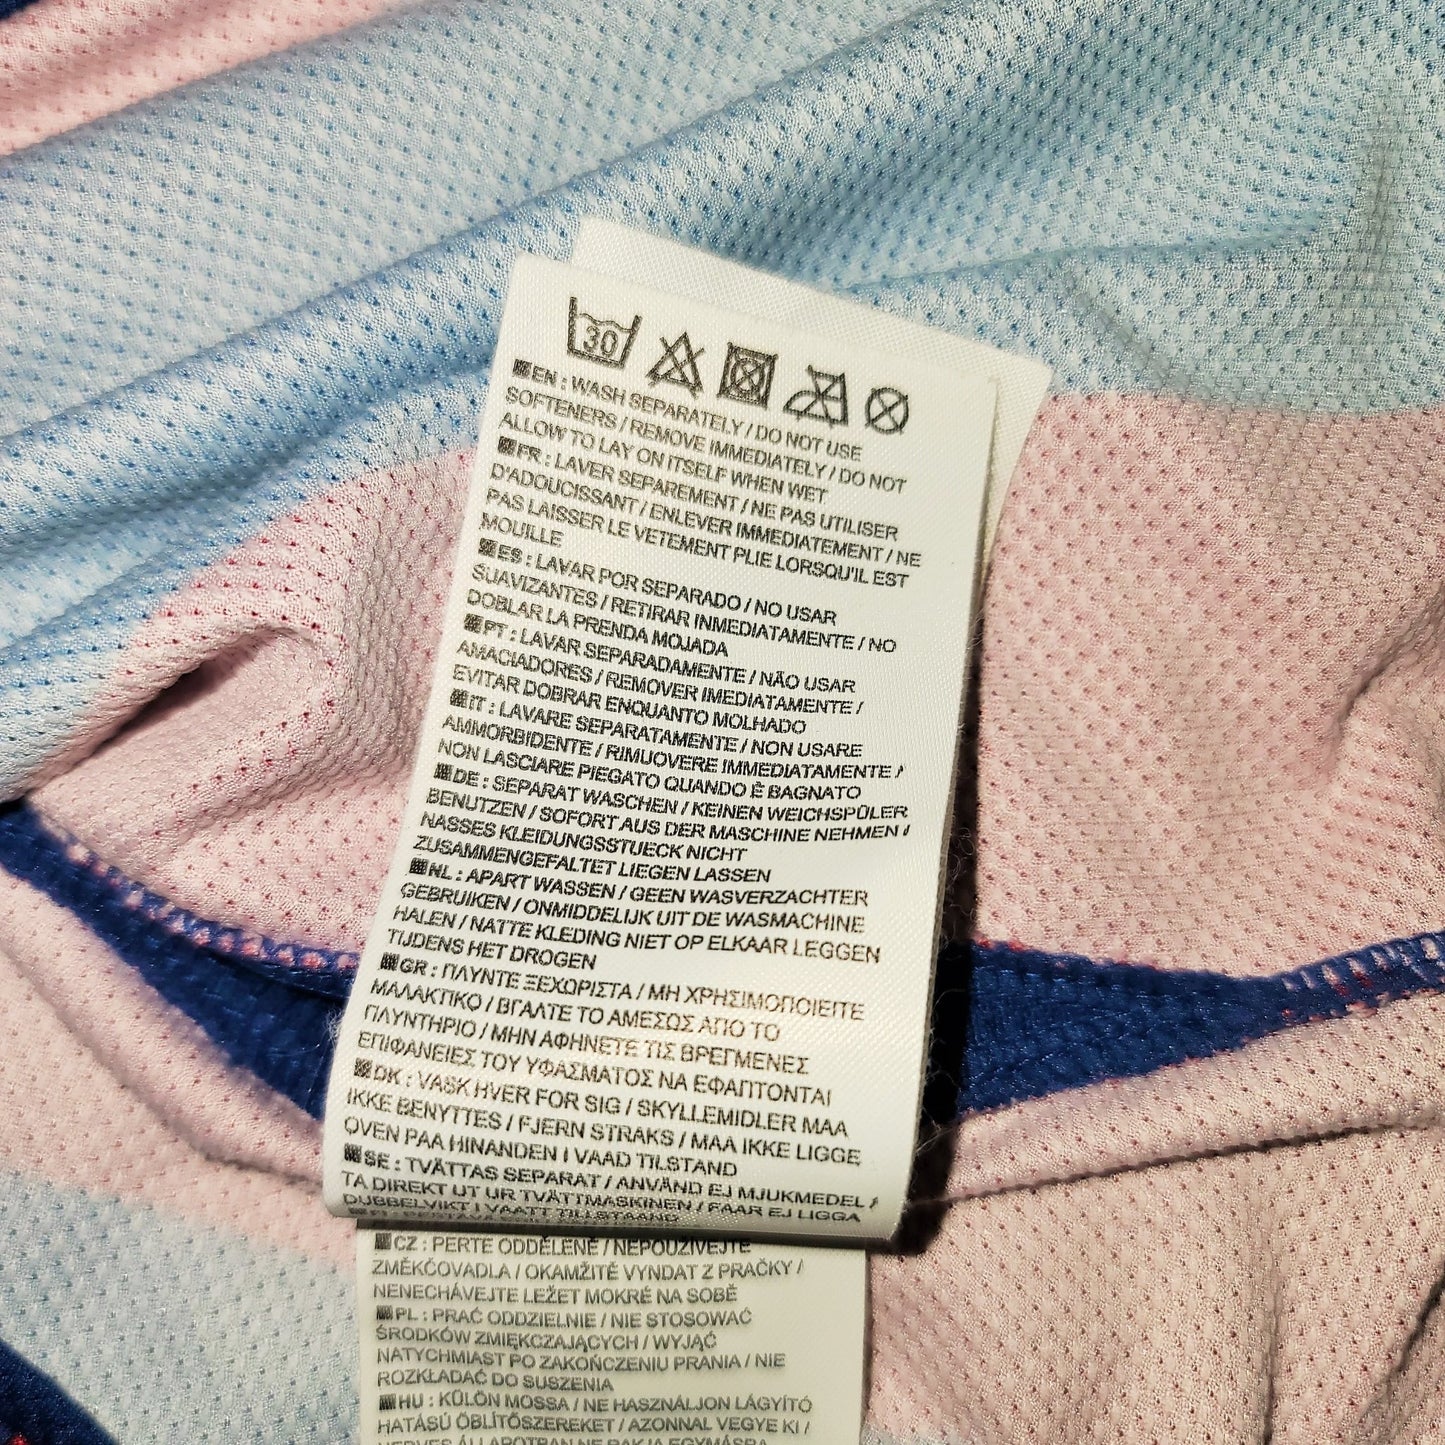 30
EN : WASH SEPARATELY / DO NOT USE
SOFTENERS / REMOVE IMMEDIATELY / DO NOT
ALLOW TO LAY ON ITSELF WHEN WET
FR : LAVER SEPAREMENT / NE PAS UTILISER
D'ADOUCISSANT / ENLEVER IMMEDIATEMENT / NE
PAS LAISSER LE VETEMENT PLIE LORSQU'IL EST
MOUILLE
ES : LAVAR POR SEPARADO / NO USAR
SUAVIZANTES / RETIRAR INMEDIATAMENTE / NO
DOBLAR LA PRENDA MOJADA
PT : LAVAR SEPARADAMENTE / NÃO USAR
AMACIADORES / REMOVER IMEDIATAMENTE /
EVITAR DOBRAR ENQUANTO MOLHADO
IT : LAVARE SEPARATAMENTE / NON USARE
AMMORBIDENTE / RIMUOVERE IMMEDIATAMENTE /
NON LASCIARE PIEGATO QUANDO È BAGNATO
DE : SEPARAT WASCHEN / KEINEN WEICHSPÜLER
BENUTZEN / SOFORT AUS DER MASCHINE NEHMEN /
NASSES KLEIDUNGSSTUECK NICHT
ZUSAMMENGEFALTET LIEGEN LASSEN
NL : APART WASSEN / GEEN WASVERZACHTER
GEBRUIKEN / ONMIDDELIJK UIT DE WASMACHINE
HALEN / NATTE KLEDING NIET OP ELKAAR LEGGEN
TIJDENS HET DROGEN
GR : ΠΛΥΝΤΕ ΞΕΧΩΡΙΣΤΑ / ΜΗ ΧΡΗΣΙΜΟΠΟΙΕΙΤΕ
ΜΑΛΑΚΤΙΚΟ / ΒΓΑΛΤΕ ΤΟ ΑΜΕΣΩΣ ΑΠΟ ΤΟ
ΠΛΥΝΤΗΡΙΟ / ΜΗΝ ΑΦΗΝΕΤΕ ΤΙΣ ΒΡΕΓΜΕΝΕΣ
ΕΠΙΦΑΝΕΙΕΣ ΤΟΥ ΥΦΑΣΜΑΤΟΣ ΝΑ ΕΦΑΠΤΟΝΤΑΙ
DK : VASK HVER FOR SIG / SKYLLEMIDLER MAA
IKKE BENYTTES / FJERN STRAKS / MAA IKKE LIGGE
OVEN PAA HINANDEN I VAAD TILSTAND
SE : TVÄTTAS SEPARAT / ANVÄND EJ MJUKMEDEL /
TA DIREKT UT UR TVÄTTMASKINEN / FAAR EJ LIGGA
DUBBELVIKT I VAATT TILLSTAAND
CZ : PERTE ODDĚLENĚ / NEPOUŽÍVEJTE
ZMĚKČOVADLA / OKAMŽITĚ VYNDAT Z PRAČKY /
NENECHÁVEJTE LEŽET MOKRÉ NA SOBĚ
PL : PRAĆ ODDZIELNIE / NIE STOSOWAĆ
ŚRODKÓW ZMIĘKCZAJĄCYCH / WYJĄĆ
NATYCHMIAST PO ZAKOŃCZENIU PRANIA / NIE
ROZKŁADAĆ DO SUSZENIA
HU : KÜLÖN MOSSA / NE HASZNÁLJON LÁGYÍTÓ
HATÁSÚ ÖBLÍTŐSZEREKET / AZONNAL VEGYE KI /
NEDVES ÁLLAPOTBAN NE RAKJA EGYMÁSRA